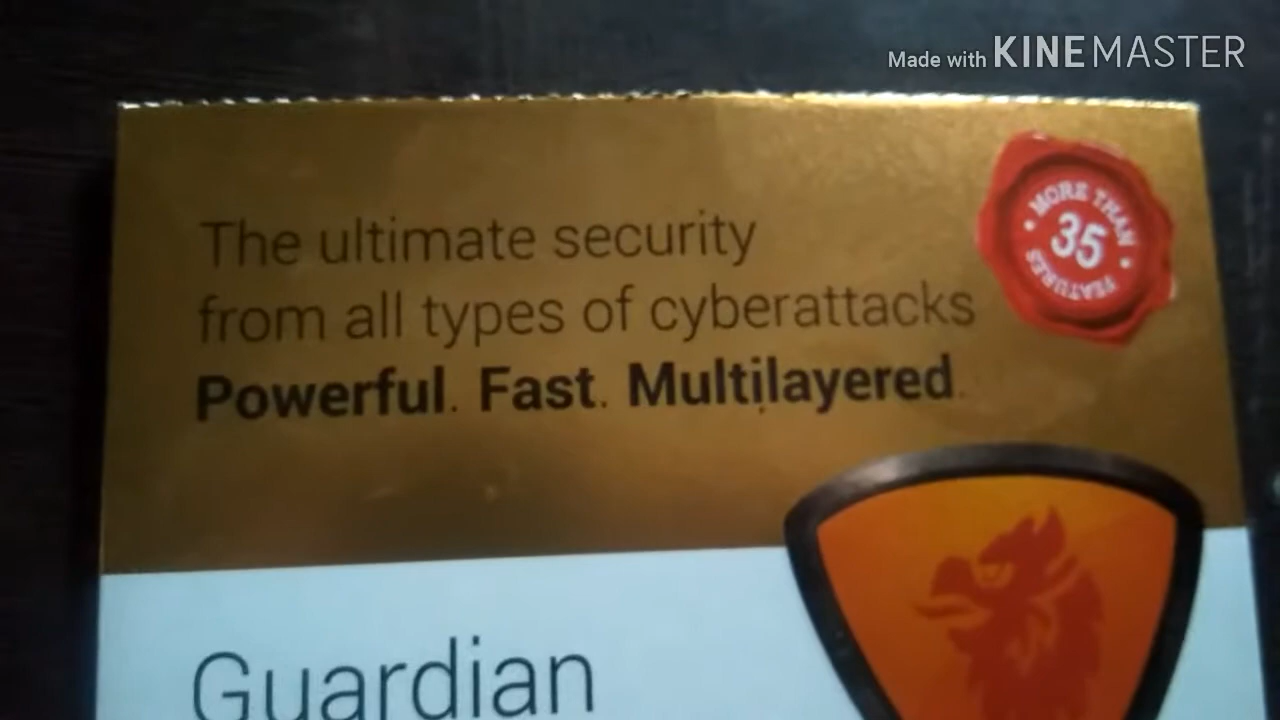 Made with KINEMASTER
The ultimate security
from all types of cyberattacks
Powerful. Fast. Multilayered.
MORE THAN
35
FEATURES
Guardian